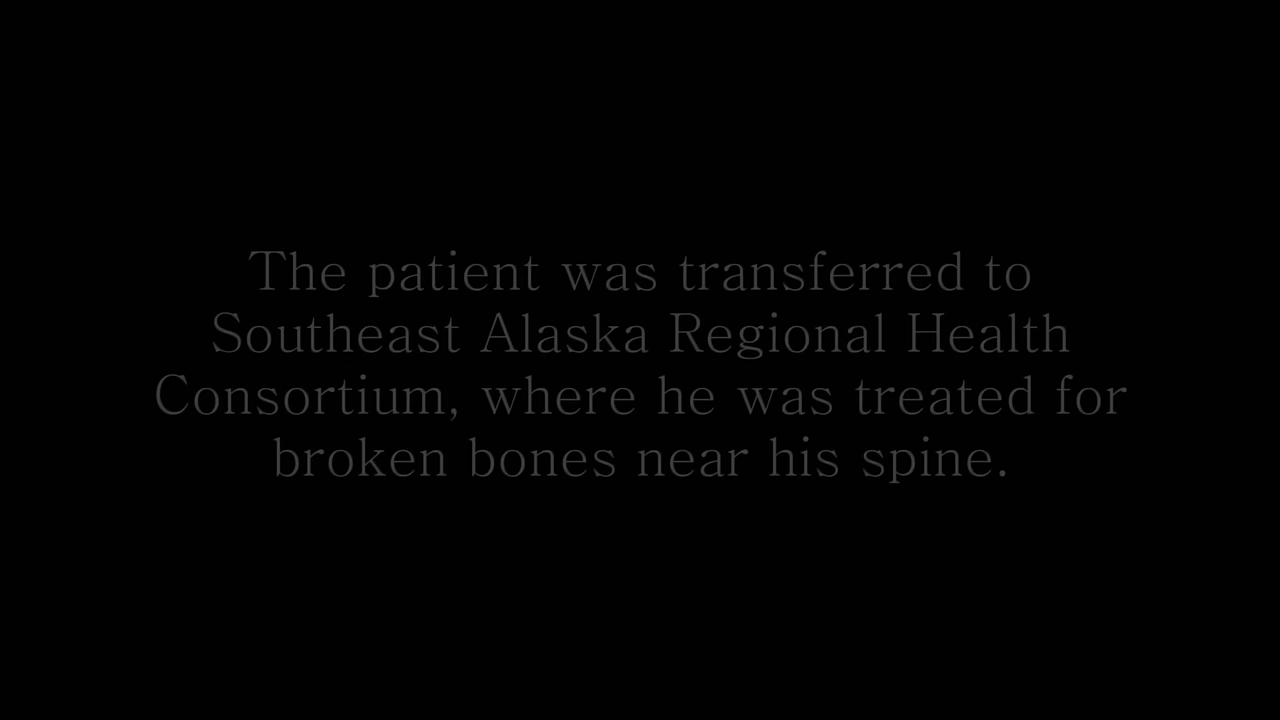 The patient was transferred to
Southeast Alaska Regional Health
Consortium, where he was treated for
broken bones near his spine.